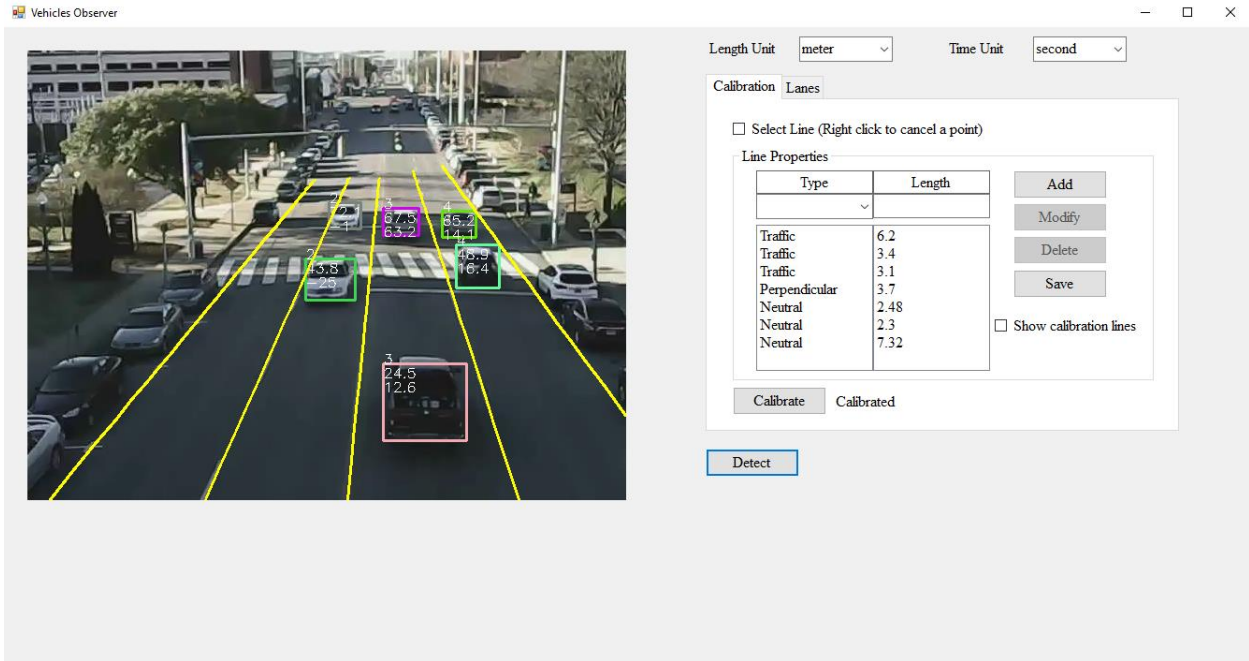 Vehicles Observer
Length Unit meter Time Unit second
Calibration Lanes
Select Line (Right click to cancel a point)
Line Properties
Type Length
Add
Modify
Delete
Save
Traffic 6.2
Traffic 3.4
Traffic 3.1
Perpendicular 3.7
Neutral 2.48
Neutral 2.3
Neutral 7.32
Show calibration lines
Calibrate Calibrated
Detect
3
67.5
63.2
4
85.2
14.1
48.9
16.4
2
43.8
-25
3
24.5
12.6